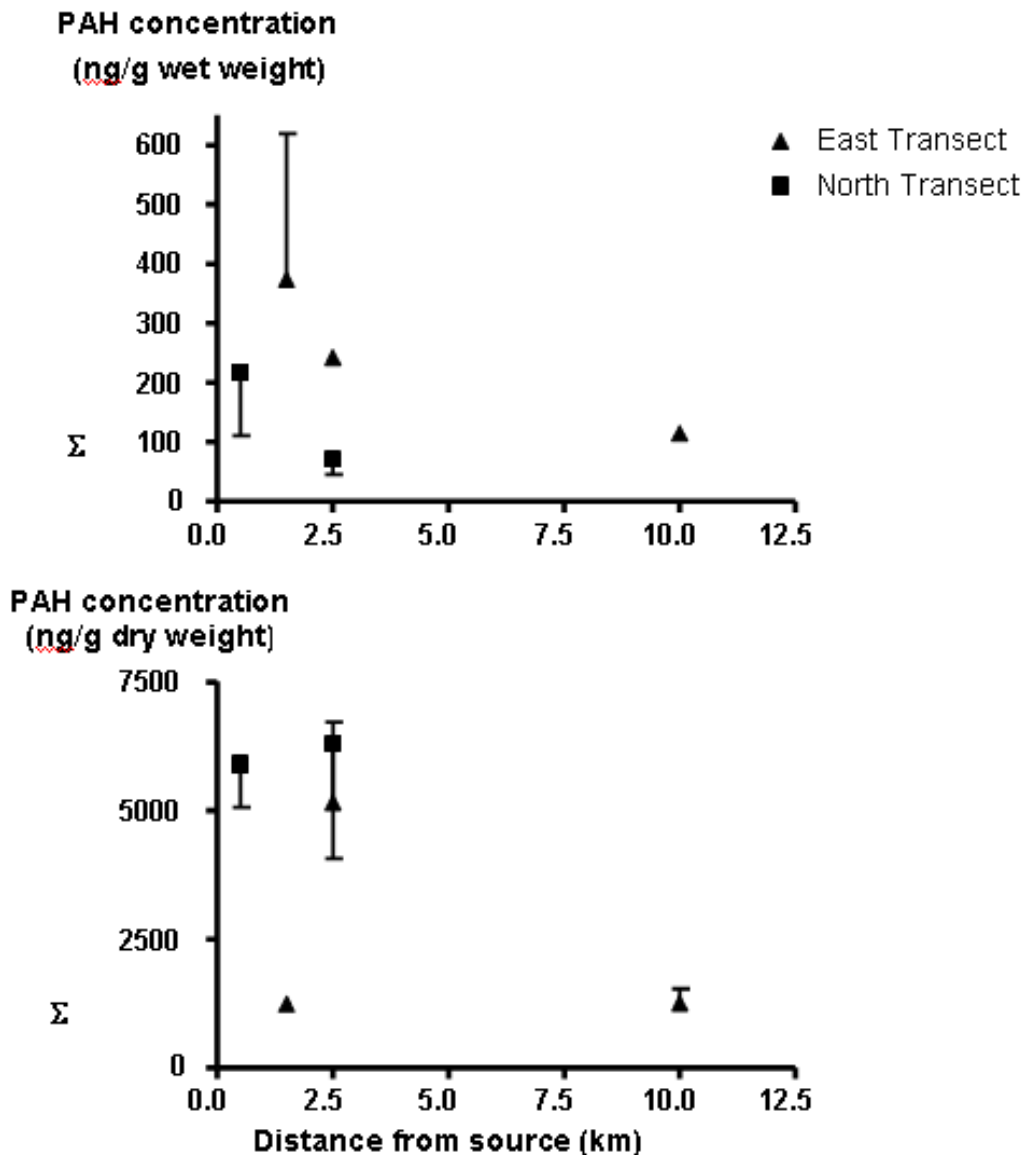 PAH concentration
(ng/g wet weight)
600
500
400
300
200
100
0
Σ
▲ East Transect
■ North Transect
0.0 2.5 5.0 7.5 10.0 12.5
PAH concentration
(ng/g dry weight)
7500
5000
2500
0
Σ
0.0 2.5 5.0 7.5 10.0 12.5
Distance from source (km)